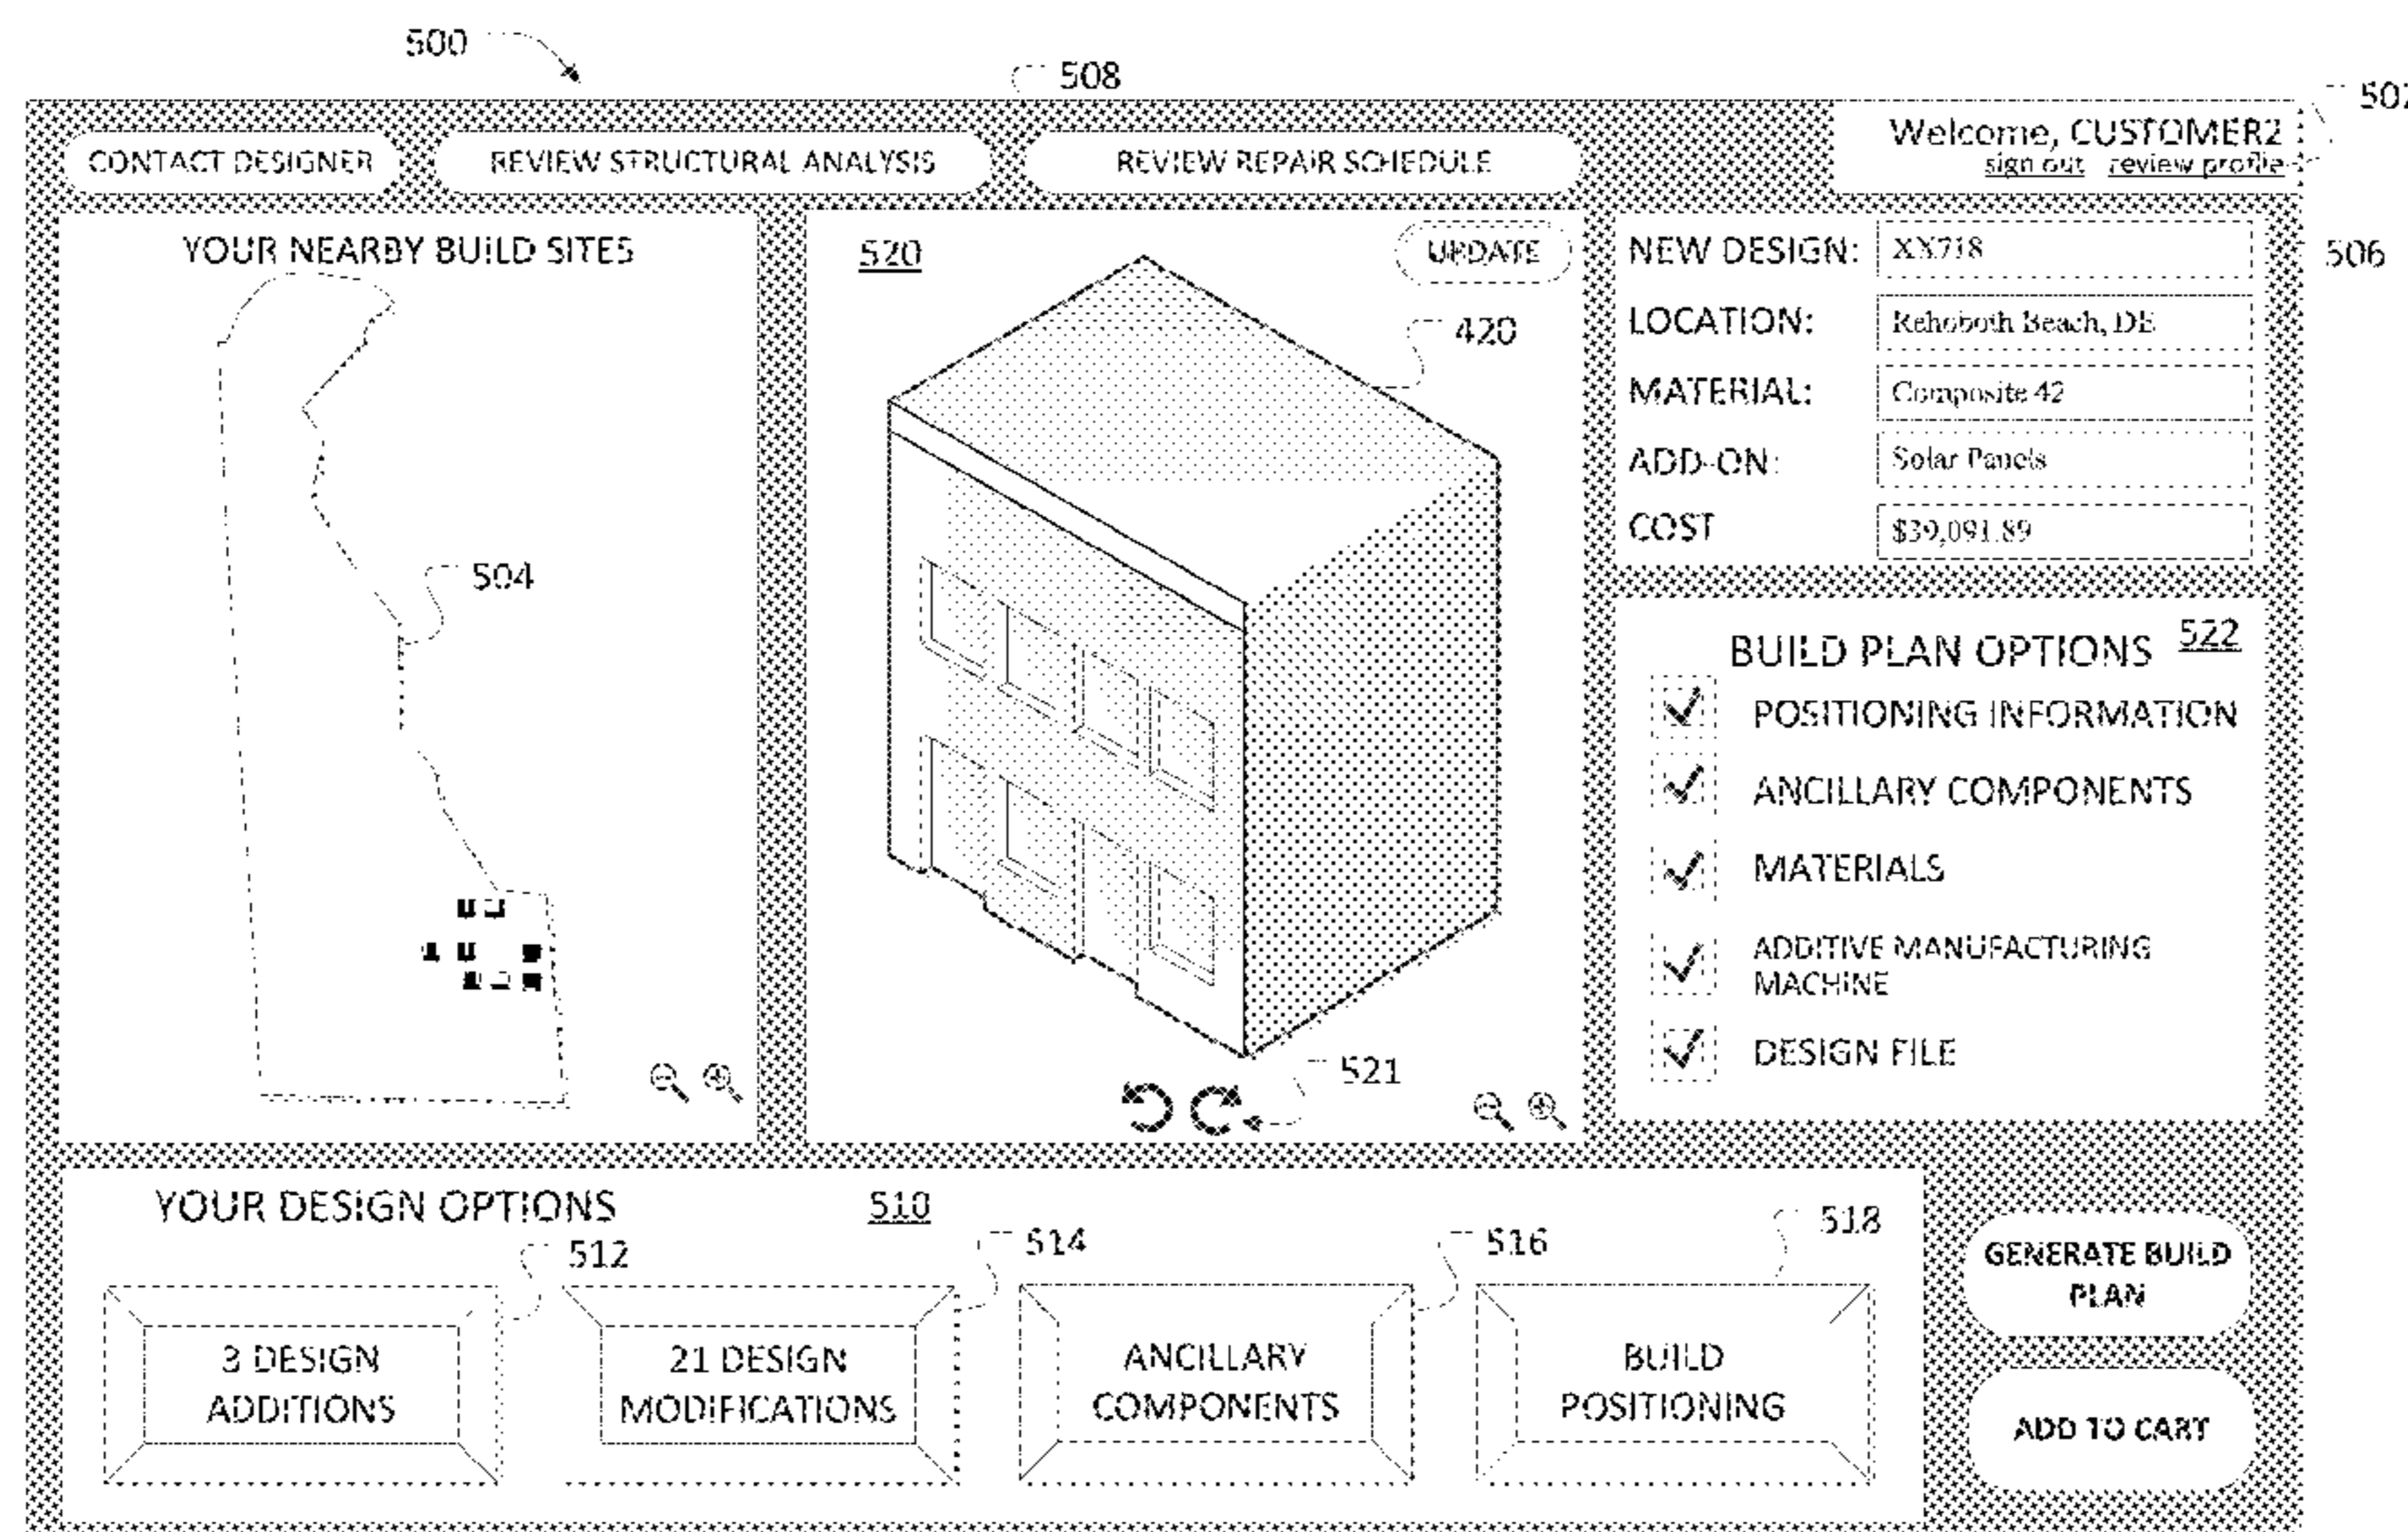 500
508
502
CONTACT DESIGNER
REVIEW STRUCTURAL ANALYSIS
REVIEW REPAIR SCHEDULE
Welcome, CUSTOMER2
sign out review profile
YOUR NEARBY BUILD SITES
504
520
UPDATE
420
521
506
NEW DESIGN: XX718
LOCATION: Rehoboth Beach, DE
MATERIAL: Composite 42
ADD-ON: Solar Panels
COST $39,091.89
BUILD PLAN OPTIONS 522
POSITIONING INFORMATION
ANCILLARY COMPONENTS
MATERIALS
ADDITIVE MANUFACTURING
MACHINE
DESIGN FILE
YOUR DESIGN OPTIONS 510
512
514
516
518
3 DESIGN
ADDITIONS
21 DESIGN
MODIFICATIONS
ANCILLARY
COMPONENTS
BUILD
POSITIONING
GENERATE BUILD
PLAN
ADD TO CART